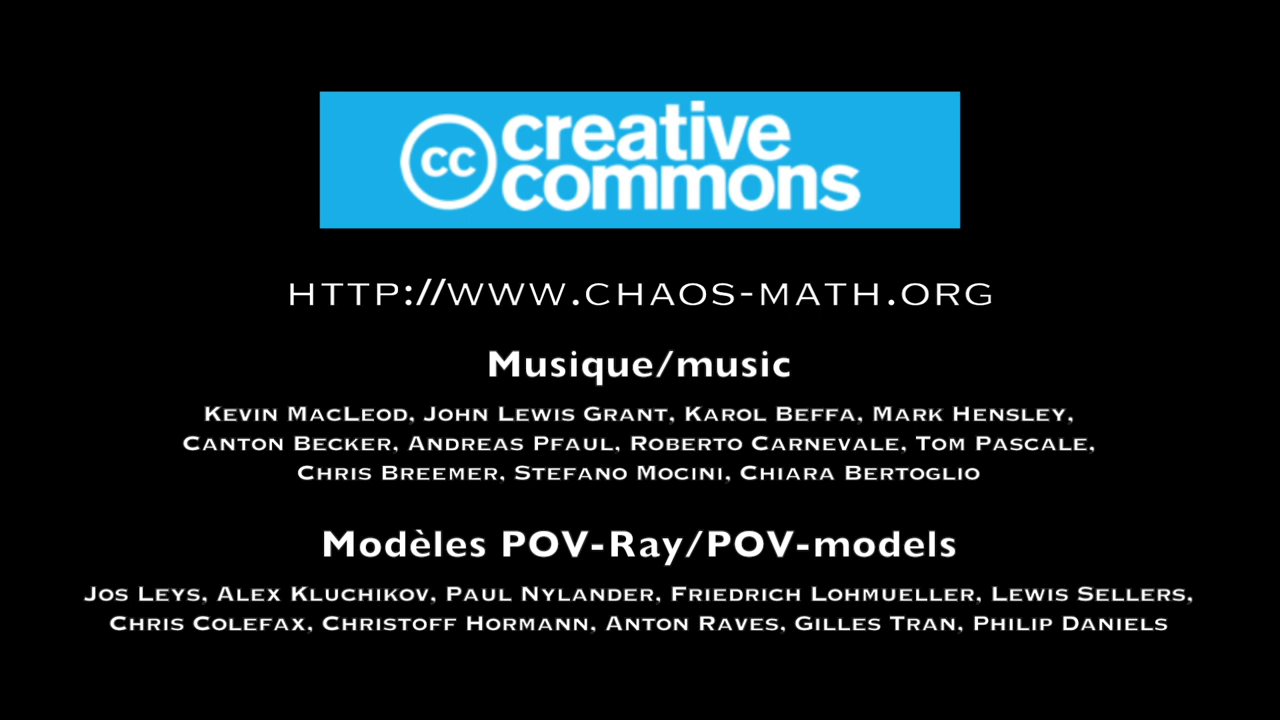 cc creative
commons
HTTP://WWW.CHAOS-MATH.ORG
Musique/music
KEVIN MACLEOD, JOHN LEWIS GRANT, KAROL BEFFA, MARK HENSLEY,
CANTON BECKER, ANDREAS PFAUL, ROBERTO CARNEVALE, TOM PASCALE,
CHRIS BREEMER, STEFANO MOCINI, CHIARA BERTOGLIO
Modèles POV-Ray/POV-models
JOS LEYS, ALEX KLUCHIKOV, PAUL NYLANDER, FRIEDRICH LOHMUELLER, LEWIS SELLERS,
CHRIS COLEFAX, CHRISTOFF HORMANN, ANTON RAVES, GILLES TRAN, PHILIP DANIELS